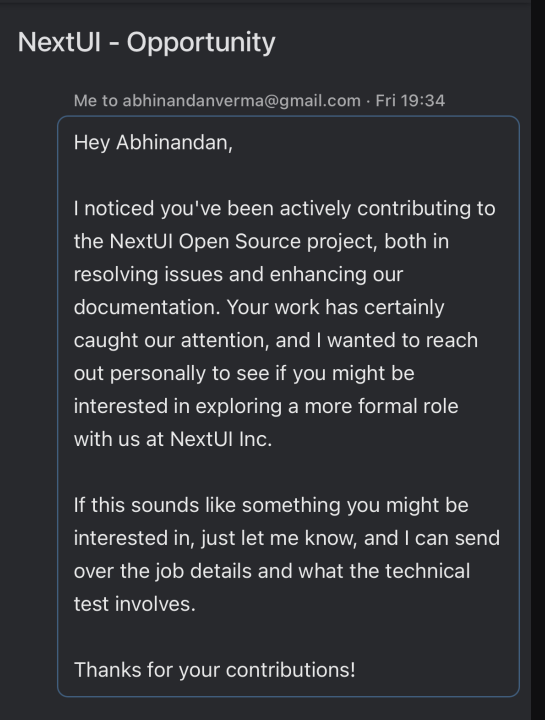 NextUI - Opportunity
Me to abhinandanverma@gmail.com · Fri 19:34
Hey Abhinandan,
I noticed you've been actively contributing to
the NextUI Open Source project, both in
resolving issues and enhancing our
documentation. Your work has certainly
caught our attention, and I wanted to reach
out personally to see if you might be
interested in exploring a more formal role
with us at NextUI Inc.
If this sounds like something you might be
interested in, just let me know, and I can send
over the job details and what the technical
test involves.
Thanks for your contributions!